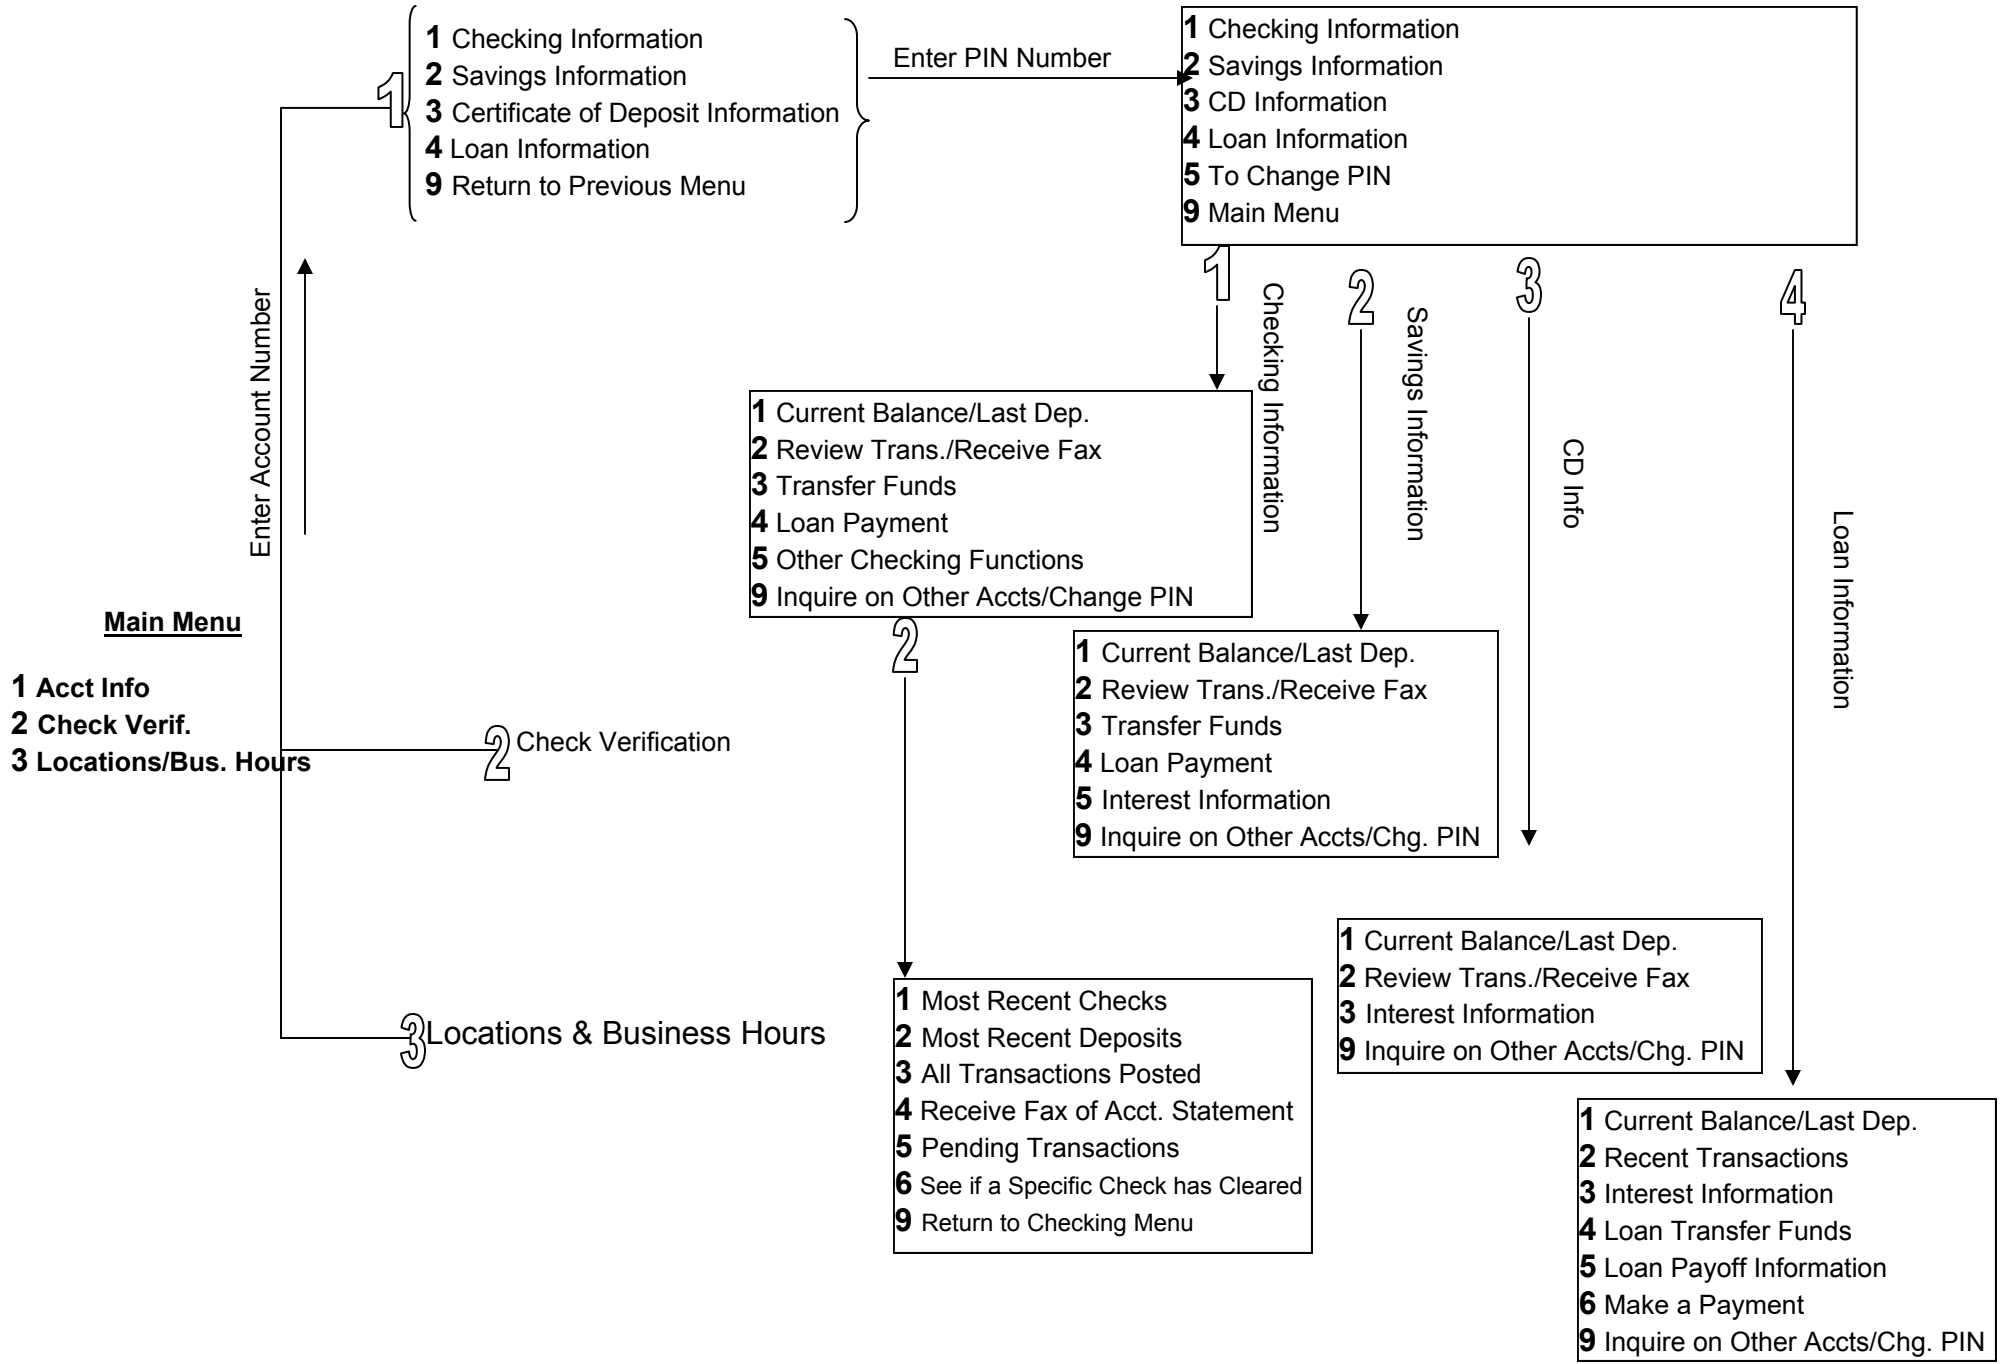 1 Checking Information
2 Savings Information
3 Certificate of Deposit Information
4 Loan Information
9 Return to Previous Menu
Enter PIN Number
1 Checking Information
2 Savings Information
3 CD Information
4 Loan Information
5 To Change PIN
9 Main Menu
1
Enter Account Number
1
Checking Information
2
Savings Information
3
CD Info
4
Loan Information
1 Current Balance/Last Dep.
2 Review Trans./Receive Fax
3 Transfer Funds
4 Loan Payment
5 Other Checking Functions
9 Inquire on Other Accts/Change PIN
Main Menu
1 Acct Info
2 Check Verif.
3 Locations/Bus. Hours
2 Check Verification
2
1 Current Balance/Last Dep.
2 Review Trans./Receive Fax
3 Transfer Funds
4 Loan Payment
5 Interest Information
9 Inquire on Other Accts/Chg. PIN
3 Locations & Business Hours
1 Most Recent Checks
2 Most Recent Deposits
3 All Transactions Posted
4 Receive Fax of Acct. Statement
5 Pending Transactions
6 See if a Specific Check has Cleared
9 Return to Checking Menu
1 Current Balance/Last Dep.
2 Review Trans./Receive Fax
3 Interest Information
9 Inquire on Other Accts/Chg. PIN
1 Current Balance/Last Dep.
2 Recent Transactions
3 Interest Information
4 Loan Transfer Funds
5 Loan Payoff Information
6 Make a Payment
9 Inquire on Other Accts/Chg. PIN